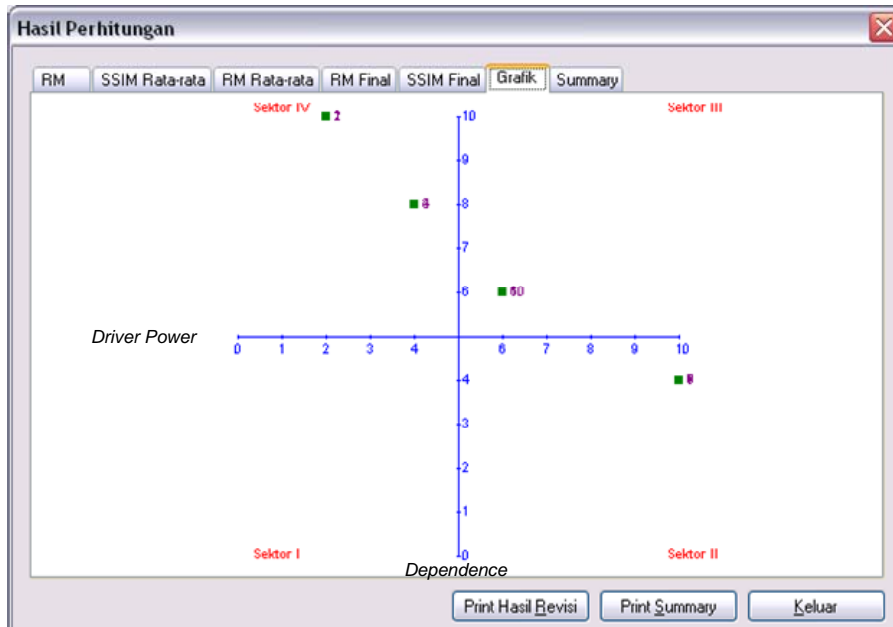 Hasil Perhitungan
RM SSIM Rata-rata RM Rata-rata RM Final SSIM Final Grafik Summary
Sektor IV 10 Sektor III
9
8
7
6
Driver Power
0 1 2 3 4 6 7 8 9 10
4
3
2
1
Sektor I 0 Sektor II
Dependence
Print Hasil Revisi Print Summary Keluar